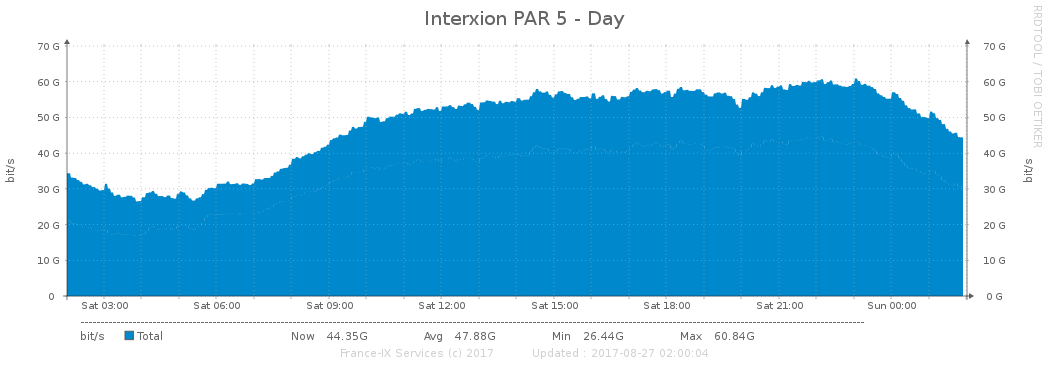 Interxion PAR 5 - Day
RRDTOOL / TOBI OETIKER
70 G 70 G
60 G 60 G
50 G 50 G
40 G 40 G
30 G 30 G
20 G 20 G
10 G 10 G
0 0 G
bit/s bit/s
Sat 03:00 Sat 06:00 Sat 09:00 Sat 12:00 Sat 15:00 Sat 18:00 Sat 21:00 Sun 00:00
bit/s Total Now 44.35G Avg 47.88G Min 26.44G Max 60.84G
France-IX Services (c) 2017 Updated : 2017-08-27 02:00:04